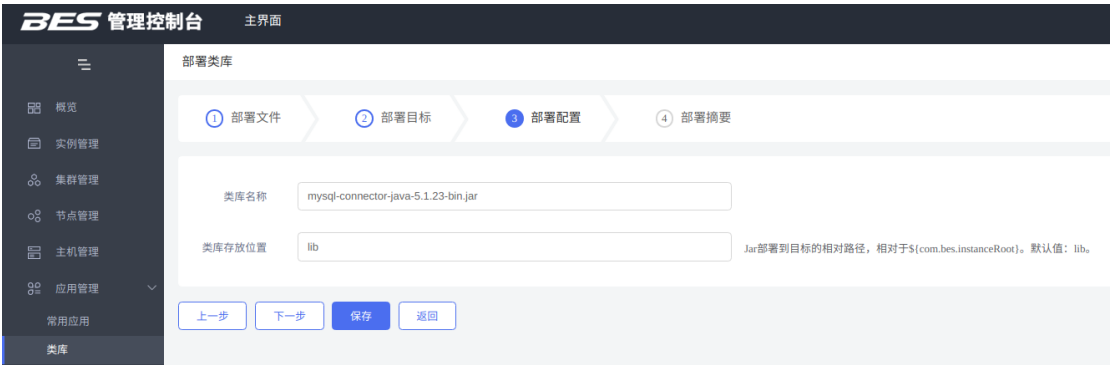 BES 管理控制台 主界面
部署类库
概览
实例管理
集群管理
节点管理
主机管理
应用管理
常用应用
类库
1 部署文件 2 部署目标 3 部署配置 4 部署摘要
类库名称 mysql-connector-java-5.1.23-bin.jar
类库存放位置 lib Jar部署到目标的相对路径，相对于${com.bes.instanceRoot}。默认值：lib。
上一步 下一步 保存 返回